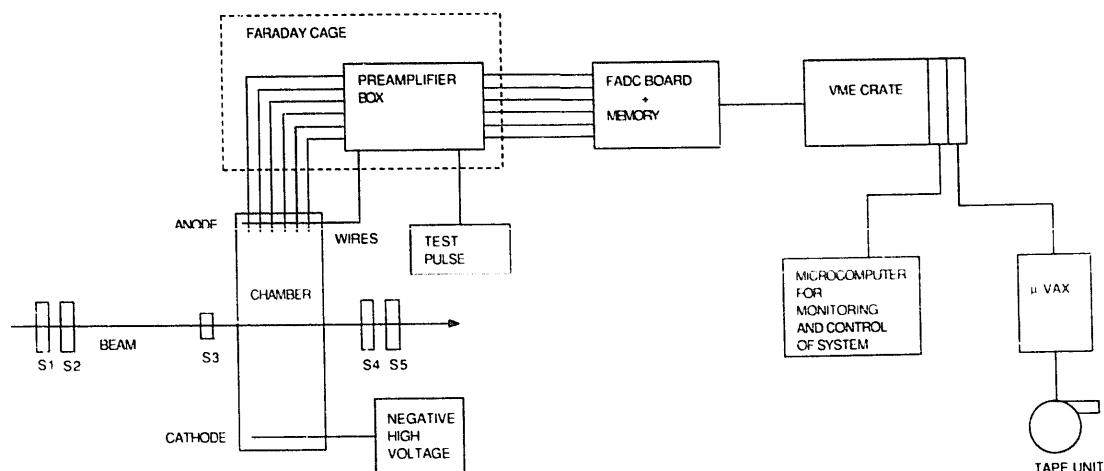 FARADAY CAGE
PREAMPLIFIER
BOX
FADC BOARD
+
MEMORY
VME CRATE
ANODE
WIRES
TEST
PULSE
CHAMBER
MICROCOMPUTER
FOR
MONITORING
AND CONTROL
OF SYSTEM
μ VAX
BEAM
S1
S2
S3
S4
S5
CATHODE
NEGATIVE
HIGH
VOLTAGE
TAPE UNIT